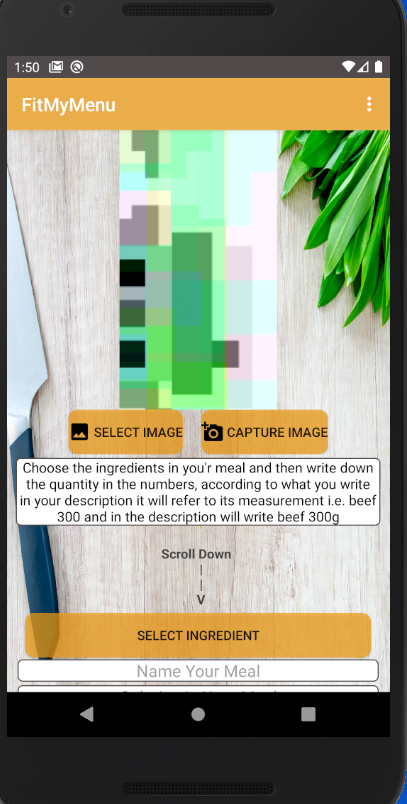 1:50
FitMyMenu
SELECT IMAGE
CAPTURE IMAGE
Choose the ingredients in you'r meal and then write down
the quantity in the numbers, according to what you write
in your description it will refer to its measurement i.e. beef
300 and in the description will write beef 300g
Scroll Down
|
|
V
SELECT INGREDIENT
Name Your Meal